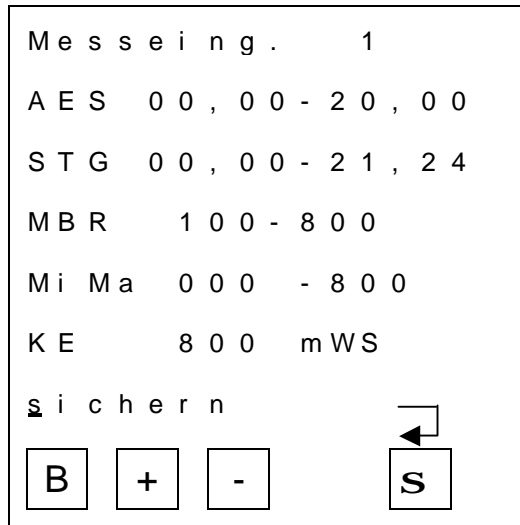 Messeing. 1
AES 00,00-20,00
STG 00,00-21,24
MBR 100-800
MiMa 000 -800
KE 800 mWS
sichern
B + - s